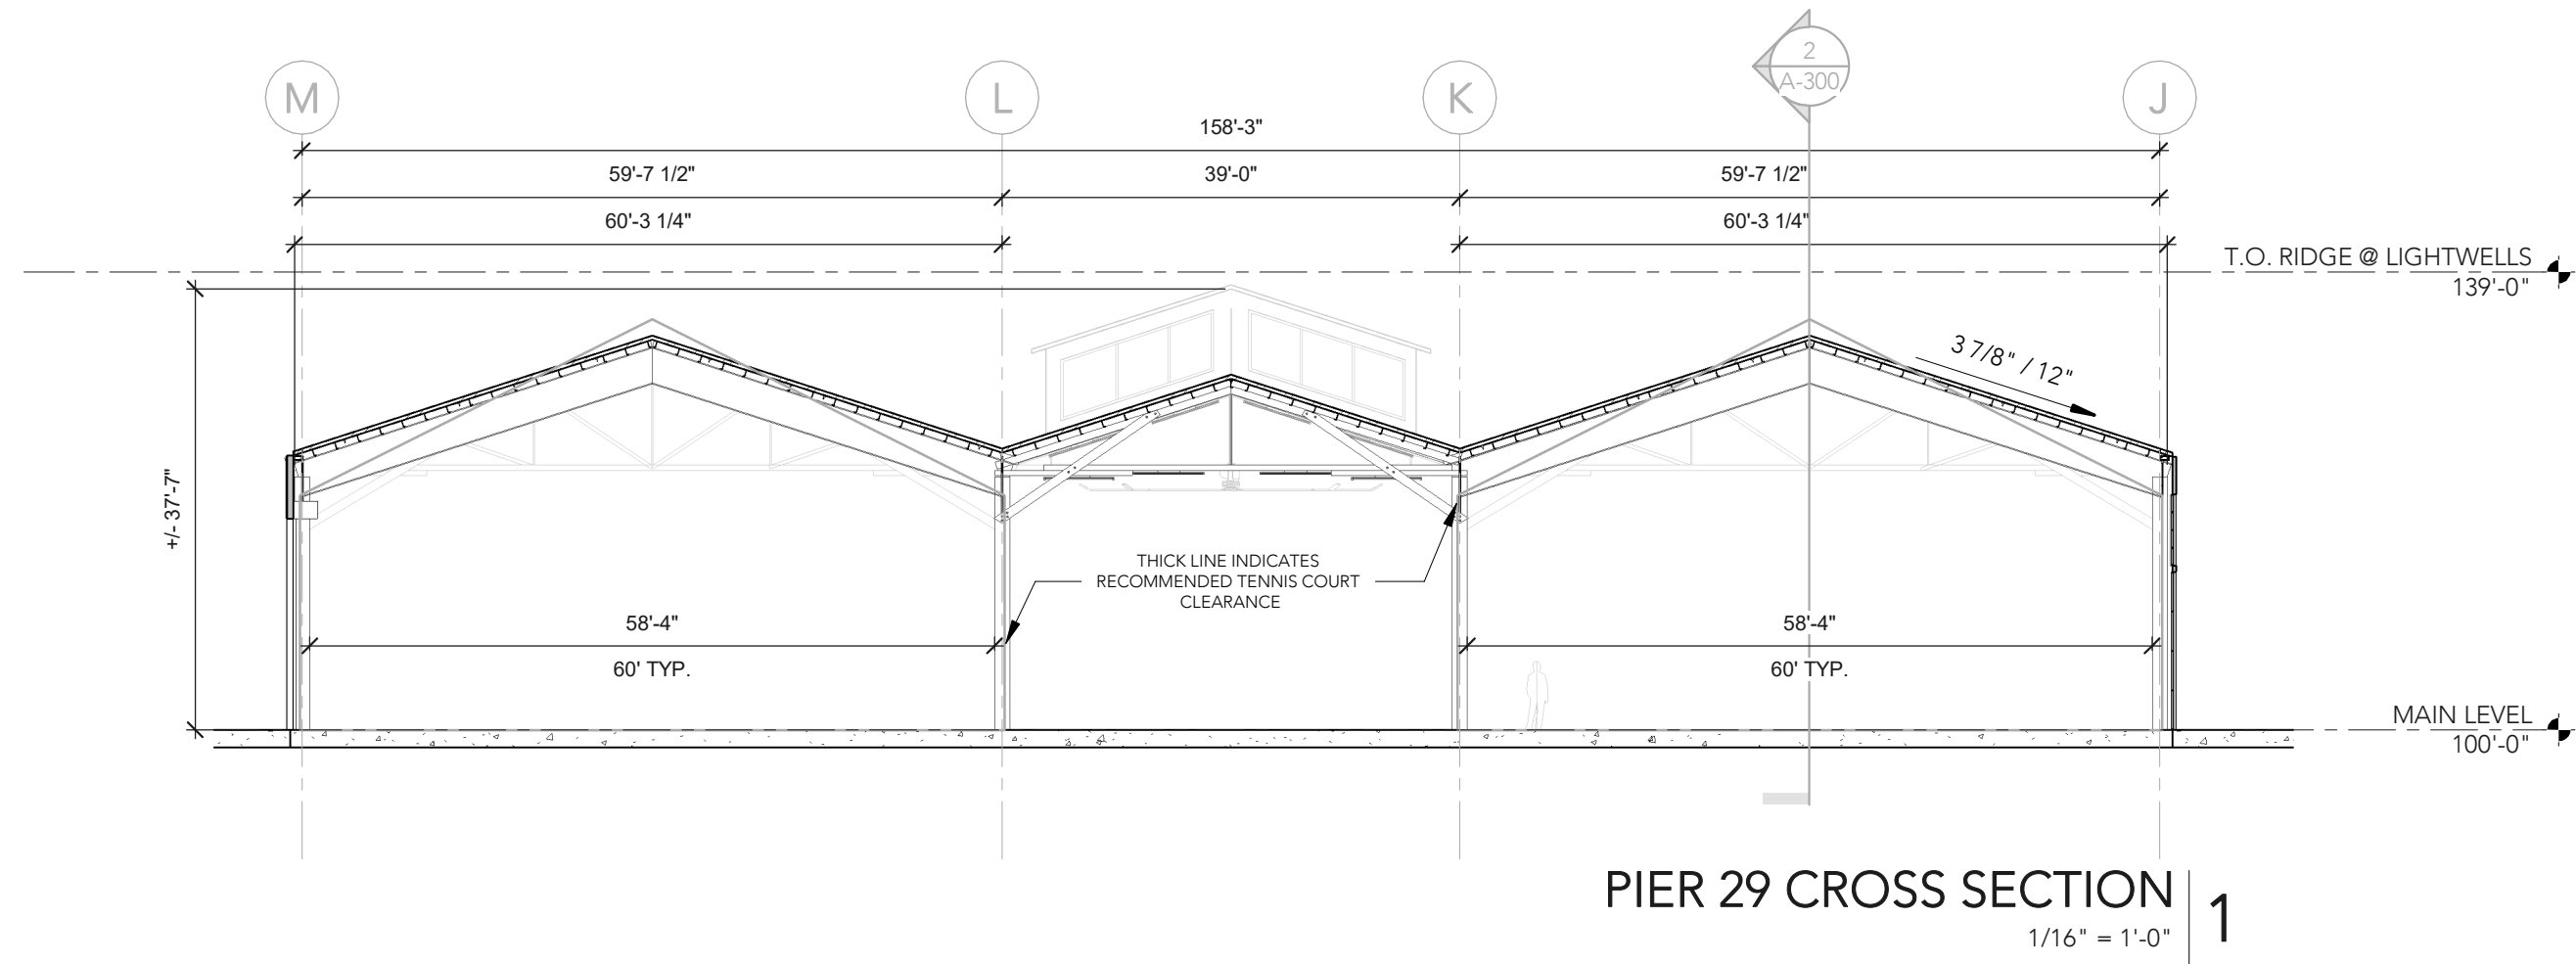 2
A-300
M
L
K
J
158'-3"
59'-7 1/2"
39'-0"
59'-7 1/2"
60'-3 1/4"
60'-3 1/4"
T.O. RIDGE @ LIGHTWELLS
139'-0"
3 7/8" / 12"
+/- 37'-7"
THICK LINE INDICATES
RECOMMENDED TENNIS COURT
CLEARANCE
58'-4"
60' TYP.
58'-4"
60' TYP.
MAIN LEVEL
100'-0"
PIER 29 CROSS SECTION
1
1/16" = 1'-0"